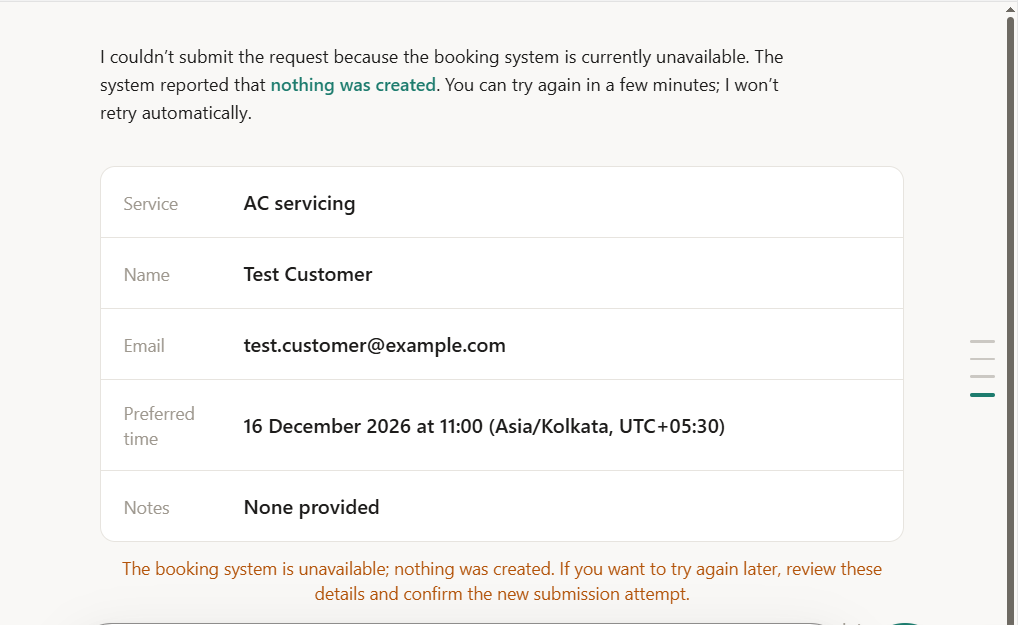 I couldn’t submit the request because the booking system is currently unavailable. The
system reported that nothing was created. You can try again in a few minutes; I won’t
retry automatically.
Service AC servicing
Name Test Customer
Email test.customer@example.com
Preferred time 16 December 2026 at 11:00 (Asia/Kolkata, UTC+05:30)
Notes None provided
The booking system is unavailable; nothing was created. If you want to try again later, review these
details and confirm the new submission attempt.